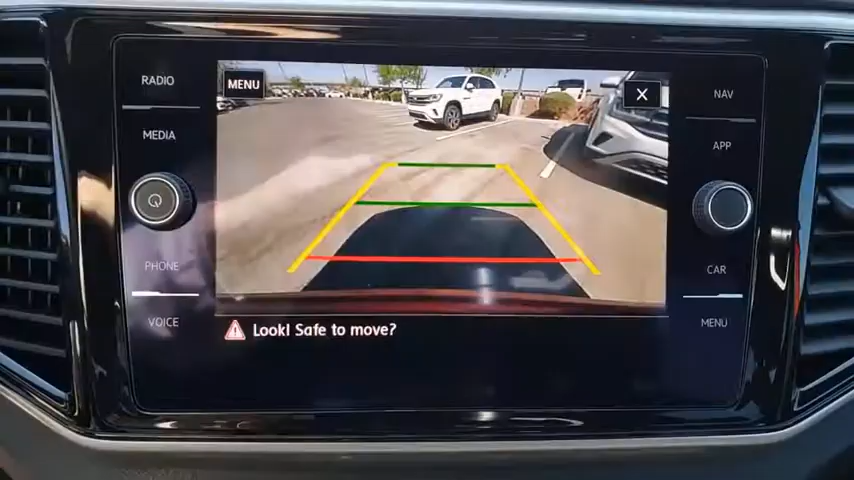 RADIO
MEDIA
PHONE
VOICE
MENU
X
Look! Safe to move?
NAV
APP
CAR
MENU